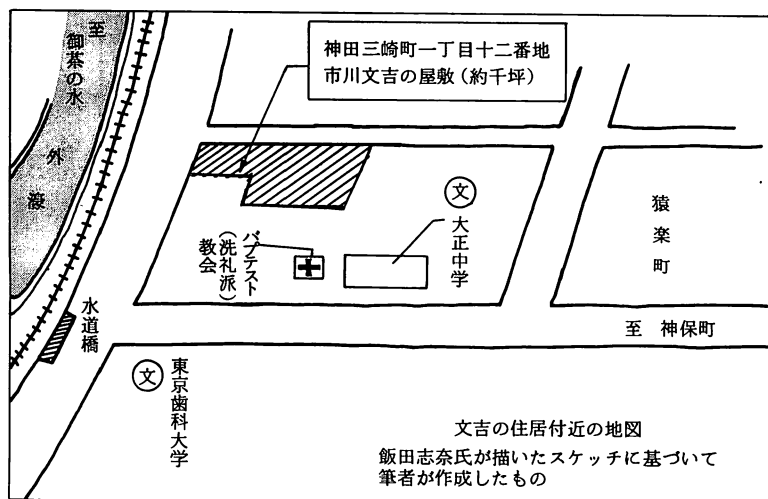 至
御茶の水
外
濠
神田三崎町一丁目十二番地
市川文吉の屋敷（約千坪）
文
大正中学
猿楽町
バプテスト
（洗礼派）
教会
水道橋
至 神保町
文
東京歯科大学
文吉の住居付近の地図
飯田志奈氏が描いたスケッチに基づいて
筆者が作成したもの